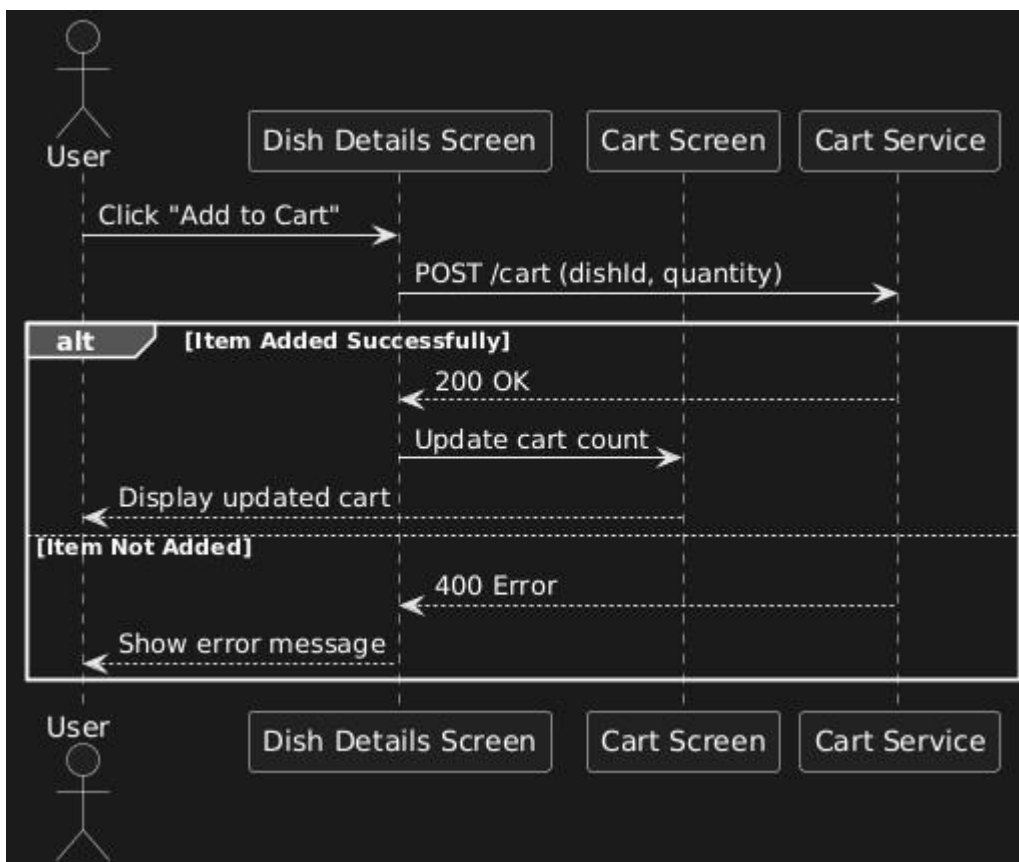 User
Dish Details Screen
Cart Screen
Cart Service
Click "Add to Cart"
POST /cart (dishId, quantity)
alt
[Item Added Successfully]
200 OK
Update cart count
Display updated cart
[Item Not Added]
400 Error
Show error message
User
Dish Details Screen
Cart Screen
Cart Service